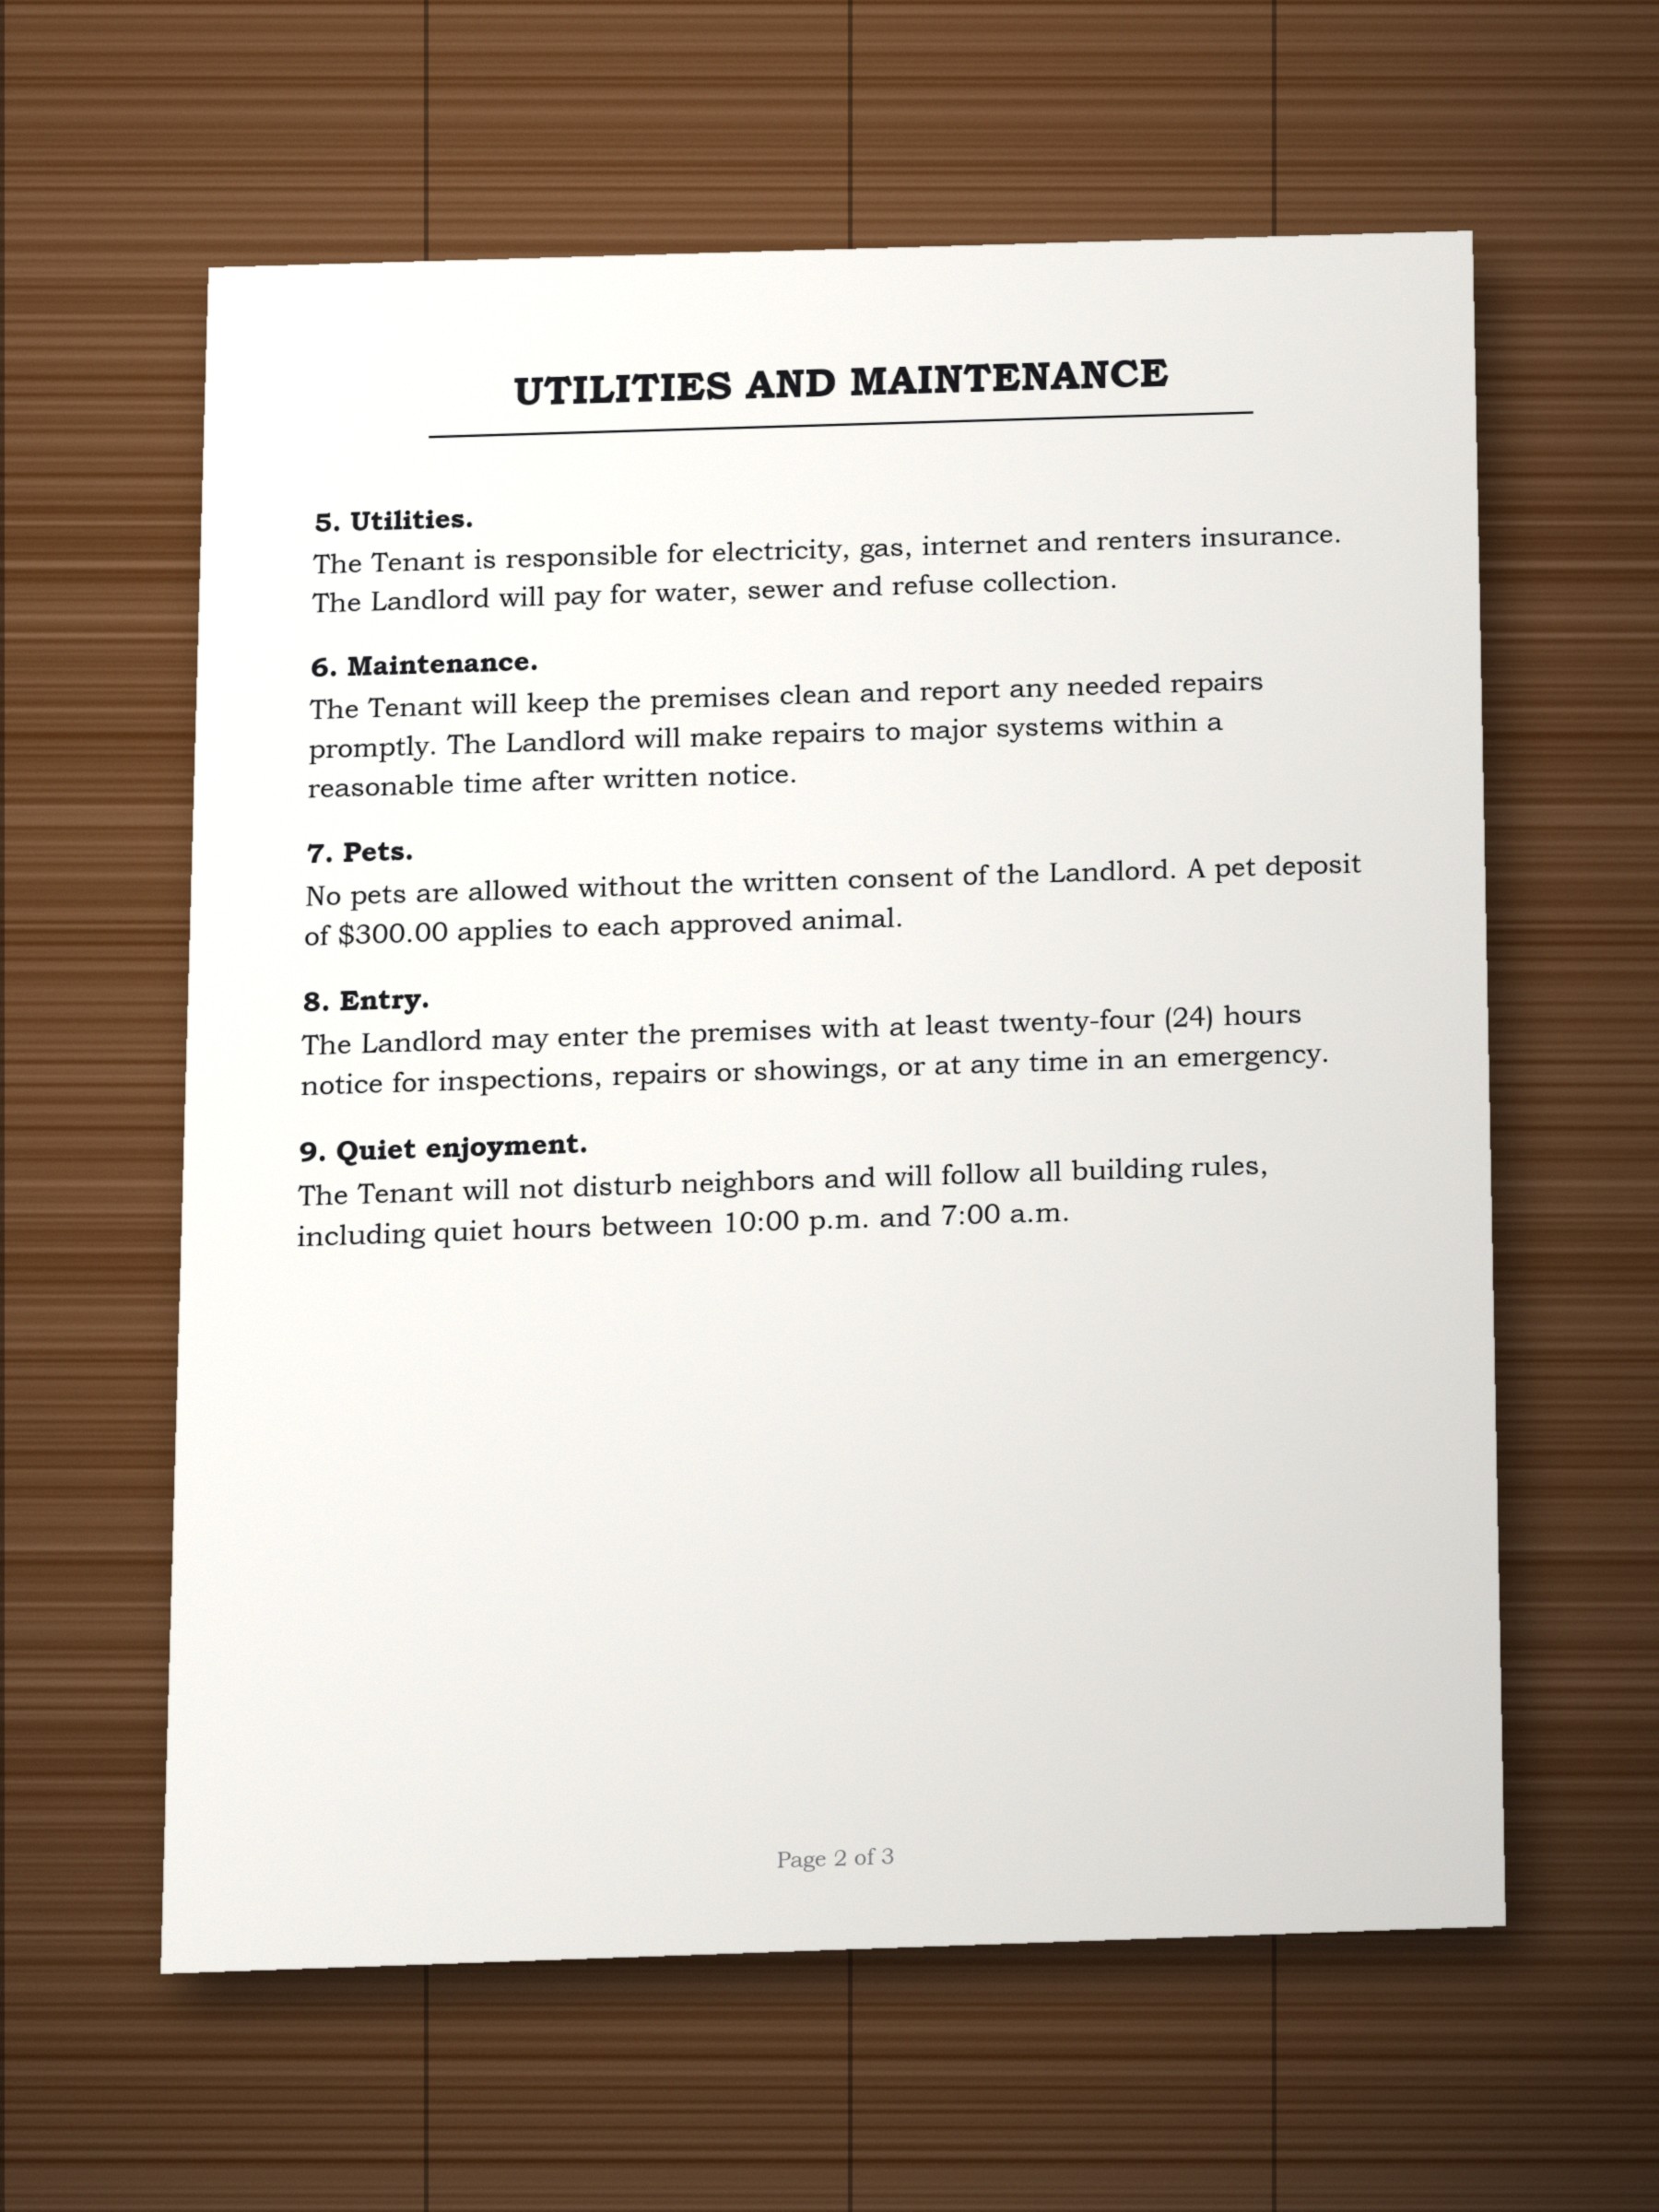 UTILITIES AND MAINTENANCE
5. Utilities.
The Tenant is responsible for electricity, gas, internet and renters insurance.
The Landlord will pay for water, sewer and refuse collection.
6. Maintenance.
The Tenant will keep the premises clean and report any needed repairs
promptly. The Landlord will make repairs to major systems within a
reasonable time after written notice.
7. Pets.
No pets are allowed without the written consent of the Landlord. A pet deposit
of $300.00 applies to each approved animal.
8. Entry.
The Landlord may enter the premises with at least twenty-four (24) hours
notice for inspections, repairs or showings, or at any time in an emergency.
9. Quiet enjoyment.
The Tenant will not disturb neighbors and will follow all building rules,
including quiet hours between 10:00 p.m. and 7:00 a.m.
Page 2 of 3